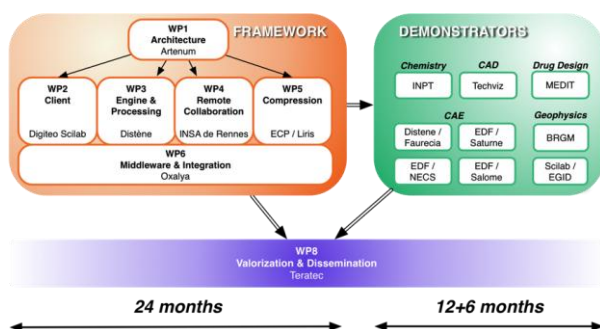 FRAMEWORK
WP1
Architecture
Artenum
WP2
Client
Digiteo Scilab
WP3
Engine &
Processing
Distène
WP4
Remote
Collaboration
INSA de Rennes
WP5
Compression
ECP / Liris
WP6
Middleware & Integration
Oxalya
DEMONSTRATORS
Chemistry
INPT
CAD
Techviz
Drug Design
MEDIT
CAE
Distene /
Faurecia
EDF /
Saturne
EDF /
NECS
EDF /
Salome
Geophysics
BRGM
Scilab /
EGID
WP8
Valorization & Dissemination
Teratec
24 months
12+6 months